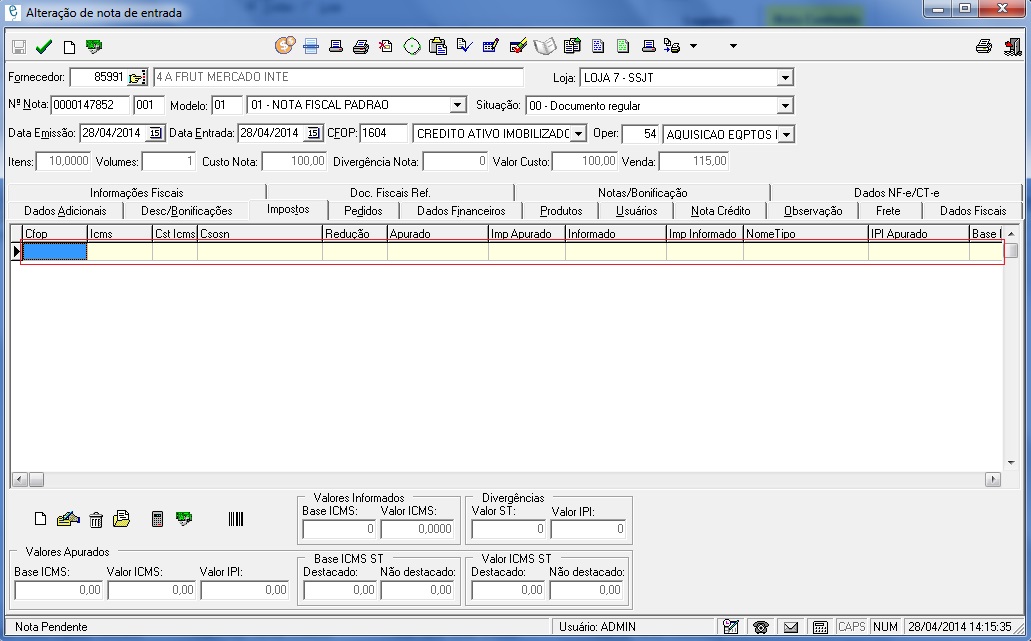 Alteração de nota de entrada
Fornecedor: 85991 4 A FRUT MERCADO INTE Loja: LOJA 7 - SSJT
Nº Nota: 0000147852 001 Modelo: 01 01 - NOTA FISCAL PADRAO Situação: 00 - Documento regular
Data Emissão: 28/04/2014 15 Data Entrada: 28/04/2014 15 CFOP: 1604 CREDITO ATIVO IMOBILIZADO Oper: 54 AQUISICAO EQPTOS I
Itens: 10,0000 Volumes: 1 Custo Nota: 100,00 Divergência Nota: 0 Valor Custo: 100,00 Venda: 115,00
Informações Fiscais Doc. Fiscais Ref. Notas/Bonificação Dados NF-e/CT-e
Dados Adicionais Desc/Bonificações Impostos Pedidos Dados Financeiros Produtos Usuários Nota Crédito Observação Frete Dados Fiscais
Cfop Icms Cst Icms Csosn Redução Apurado Imp Apurado Informado Imp Informado NomeTipo IPI Apurado Base I
Valores Informados Divergências
Base ICMS: Valor ICMS: Valor ST: Valor IPI:
0 0,0000 0 0
Valores Apurados Base ICMS ST Valor ICMS ST
Base ICMS: Valor ICMS: Valor IPI: Destacado: Não destacado: Destacado: Não destacado:
0,00 0,00 0,00 0,00 0,00 0,00 0,00
Nota Pendente Usuário: ADMIN CAPS NUM 28/04/2014 14:15:35